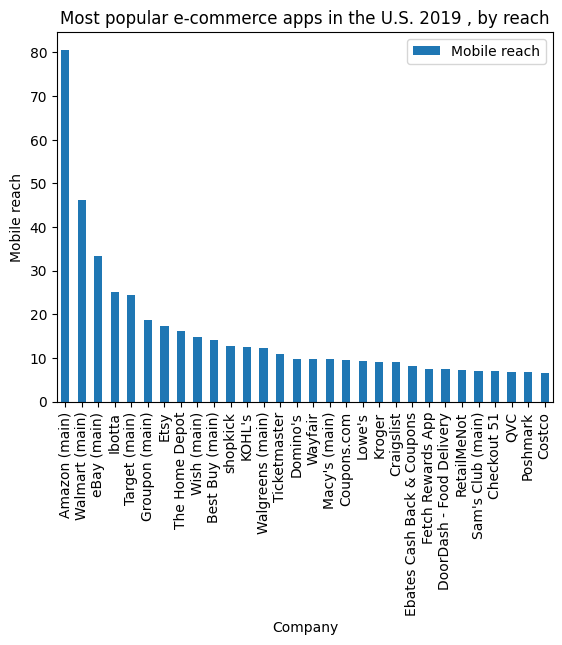 Most popular e-commerce apps in the U.S. 2019 , by reach
Mobile reach
Mobile reach
80
70
60
50
40
30
20
10
0
Amazon (main)
Walmart (main)
eBay (main)
Ibotta
Target (main)
Groupon (main)
Etsy
The Home Depot
Wish (main)
Best Buy (main)
shopkick
KOHL's
Walgreens (main)
Ticketmaster
Domino's
Wayfair
Macy's (main)
Coupons.com
Lowe's
Kroger
Craigslist
Ebates Cash Back & Coupons
Fetch Rewards App
DoorDash - Food Delivery
RetailMeNot
Sam's Club (main)
Checkout 51
QVC
Poshmark
Costco
Company